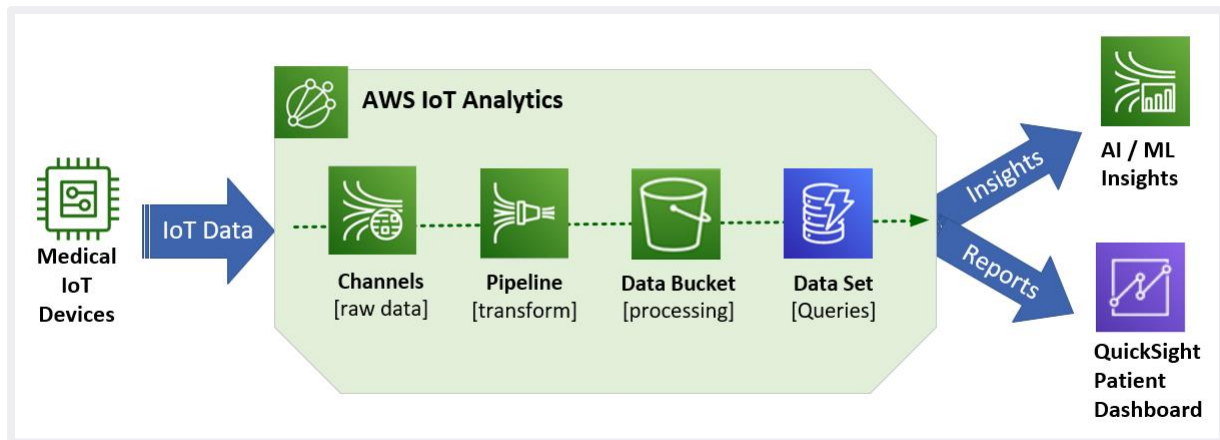 AWS IoT Analytics
Medical
IoT
Devices
IoT Data
Channels
[raw data]
Pipeline
[transform]
Data Bucket
[processing]
Data Set
[Queries]
Insights
Reports
AI / ML
Insights
QuickSight
Patient
Dashboard